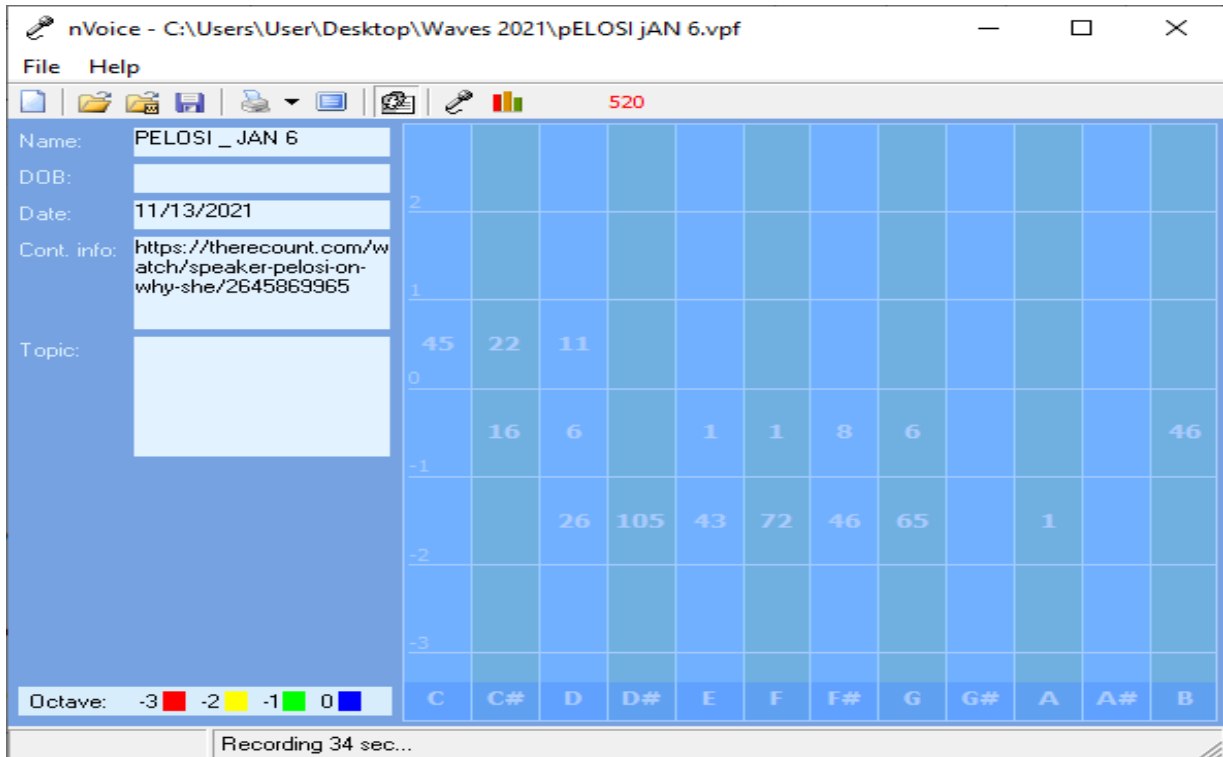 nVoice - C:\Users\User\Desktop\Waves 2021\pELOSI jAN 6.vpf
File Help
520
Name: PELOSI _ JAN 6
DOB:
Date: 11/13/2021
Cont. info: https://therecount.com/w
atch/speaker-pelosi-on-
why-she/2645869965
Topic:
2
1
45 22 11
0
16 6 1 1 8 6 46
-1
26 105 43 72 46 65 1
-2
-3
Octave: -3 -2 -1 0
C C# D D# E F F# G G# A A# B
Recording 34 sec...